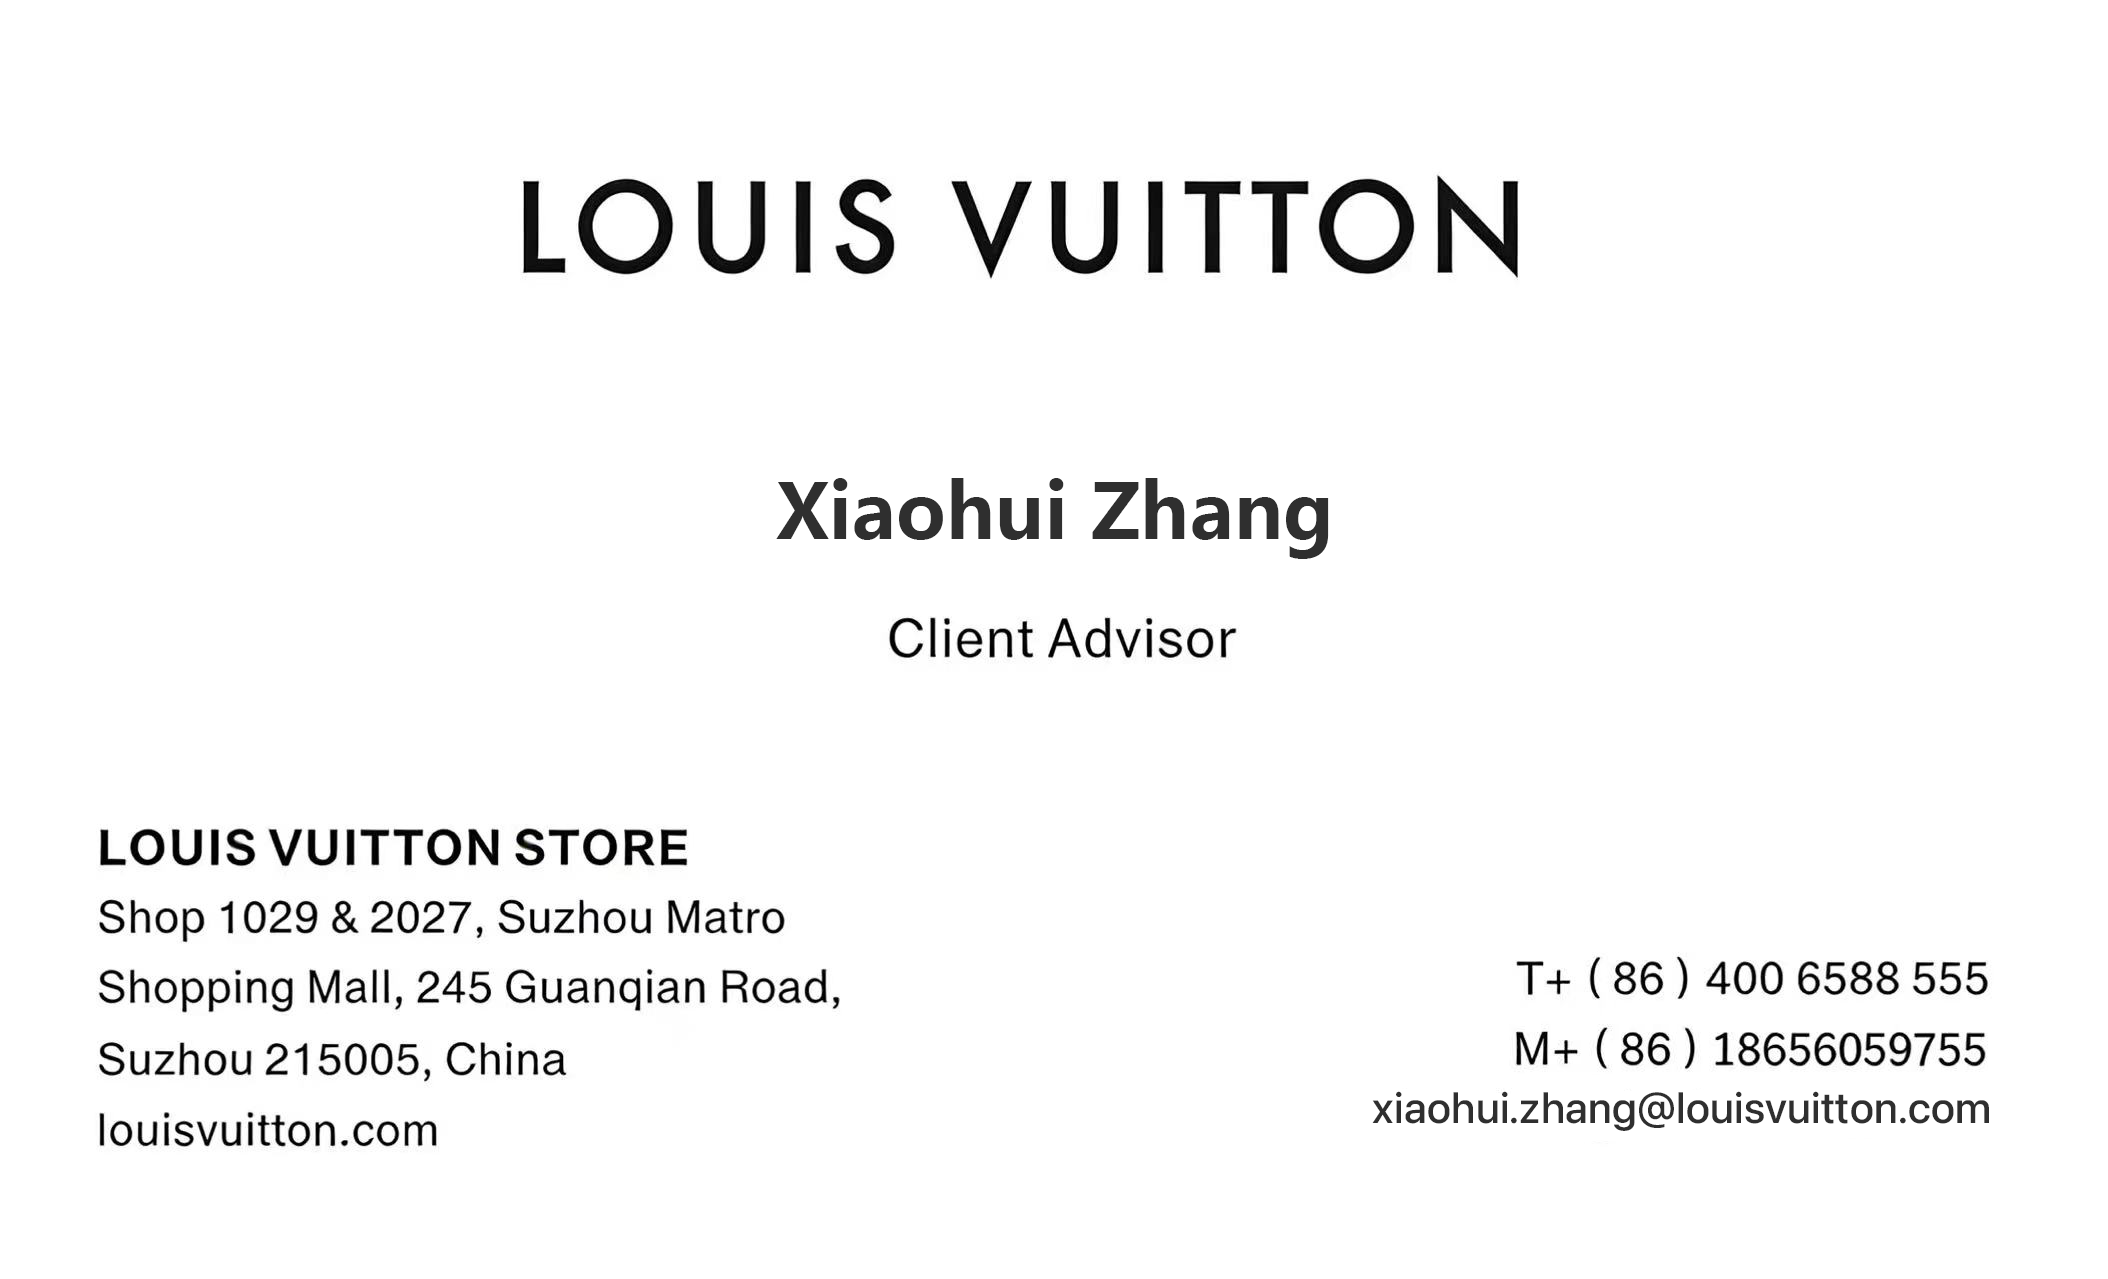 LOUIS VUITTON
Xiaohui Zhang
Client Advisor
LOUIS VUITTON STORE
Shop 1029 & 2027, Suzhou Matro
Shopping Mall, 245 Guanqian Road,
Suzhou 215005, China
louisvuitton.com
T+ ( 86 ) 400 6588 555
M+ ( 86 ) 18656059755
xiaohui.zhang@louisvuitton.com